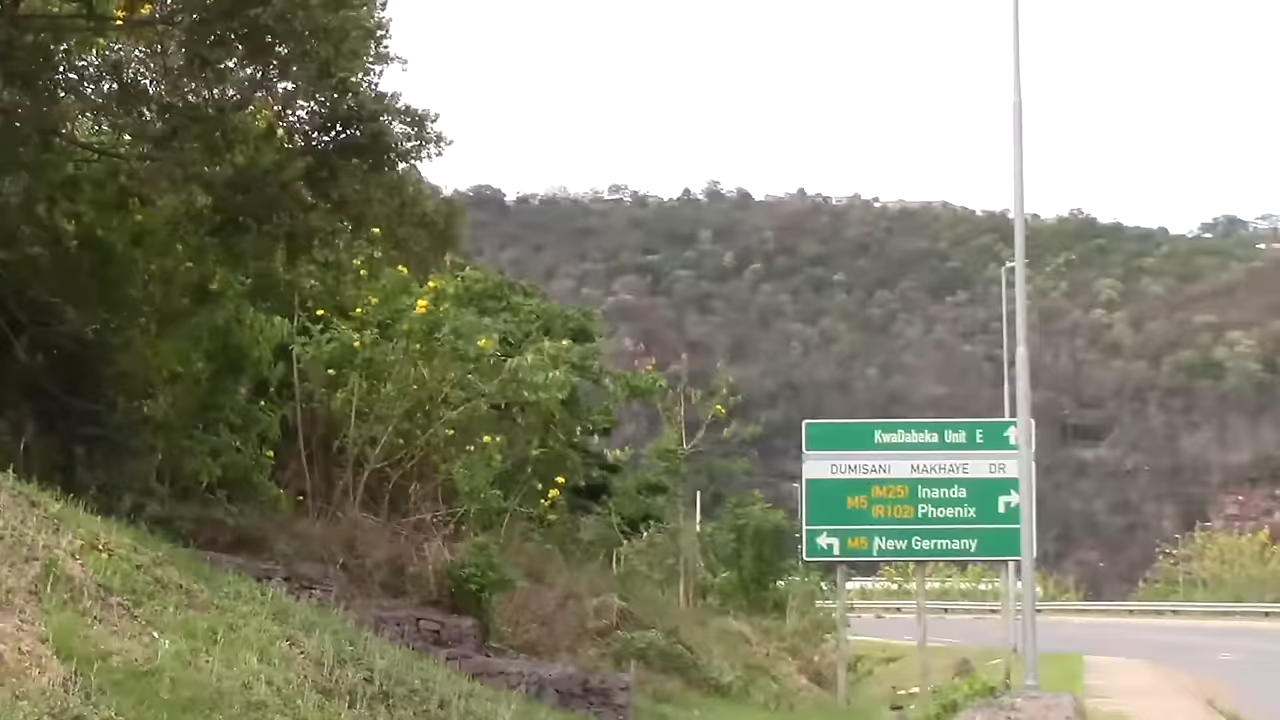 KwaDabeka Unit E
DUMISANI MAKHAYE DR
M5 (M25) Inanda
(R102) Phoenix
M5 New Germany